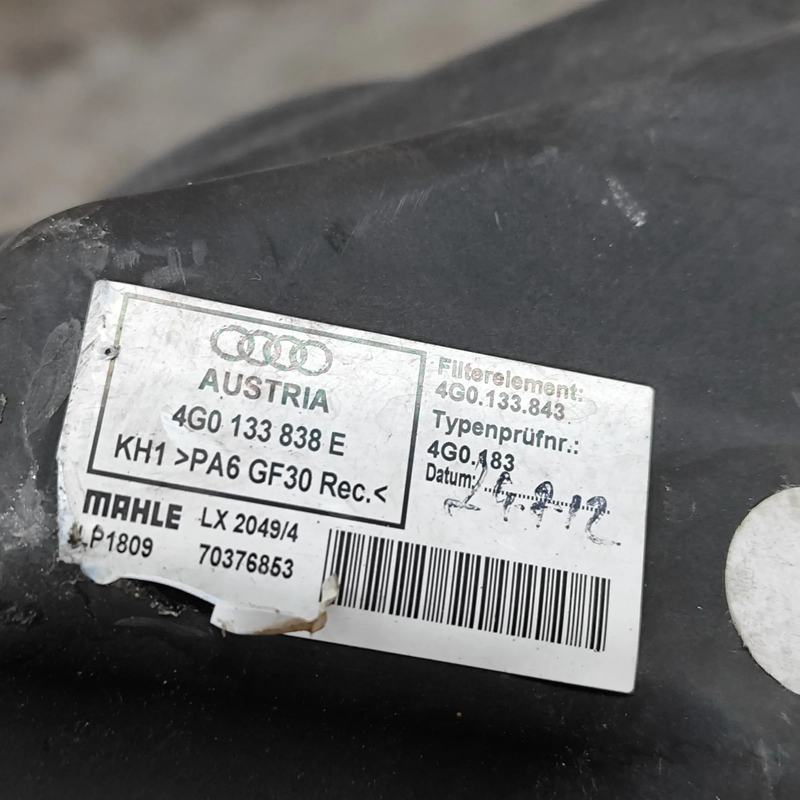 AUSTRIA
4G0 133 838 E
KH1 >PA6 GF30 Rec.<
MAHLE LX 2049/4
P1809 70376853
Filterelement:
4G0.133.843
Typenprüfnr.:
4G0.183
Datum: